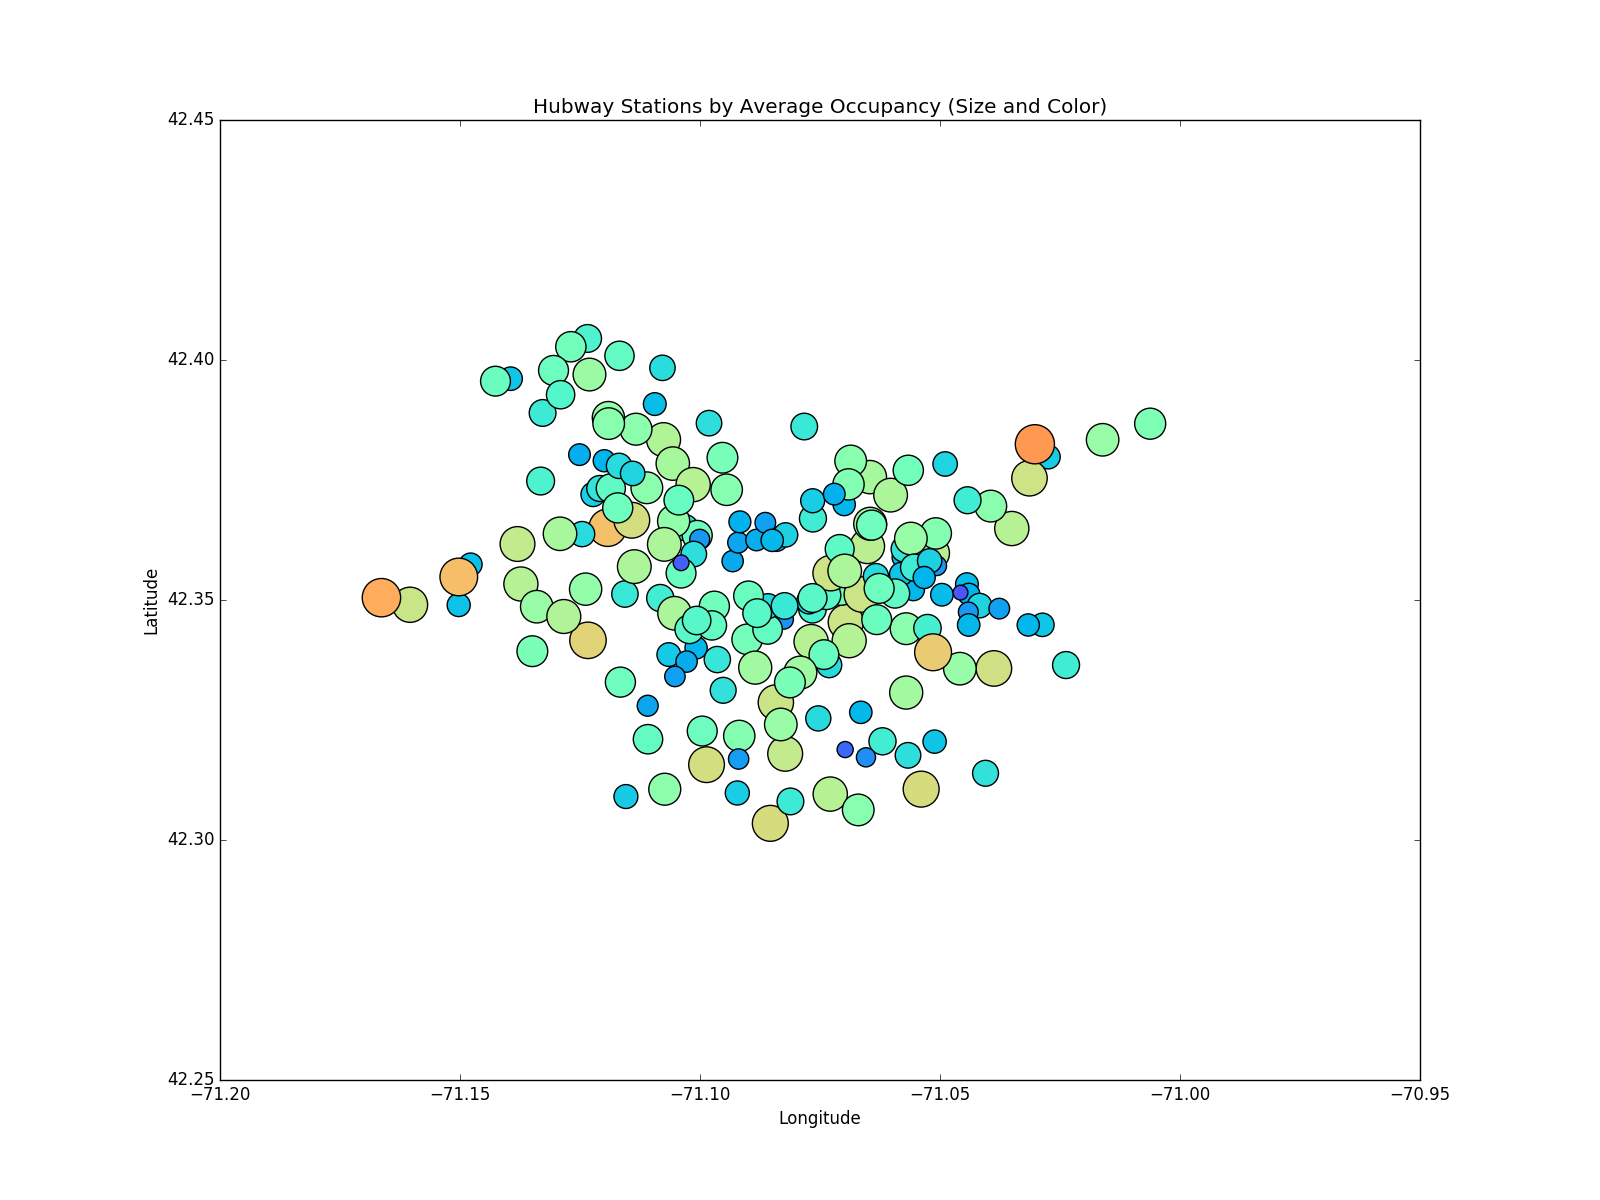 Hubway Stations by Average Occupancy (Size and Color)
42.45
42.40
42.35
42.30
42.25
Latitude
−71.20 −71.15 −71.10 −71.05 −71.00 −70.95
Longitude